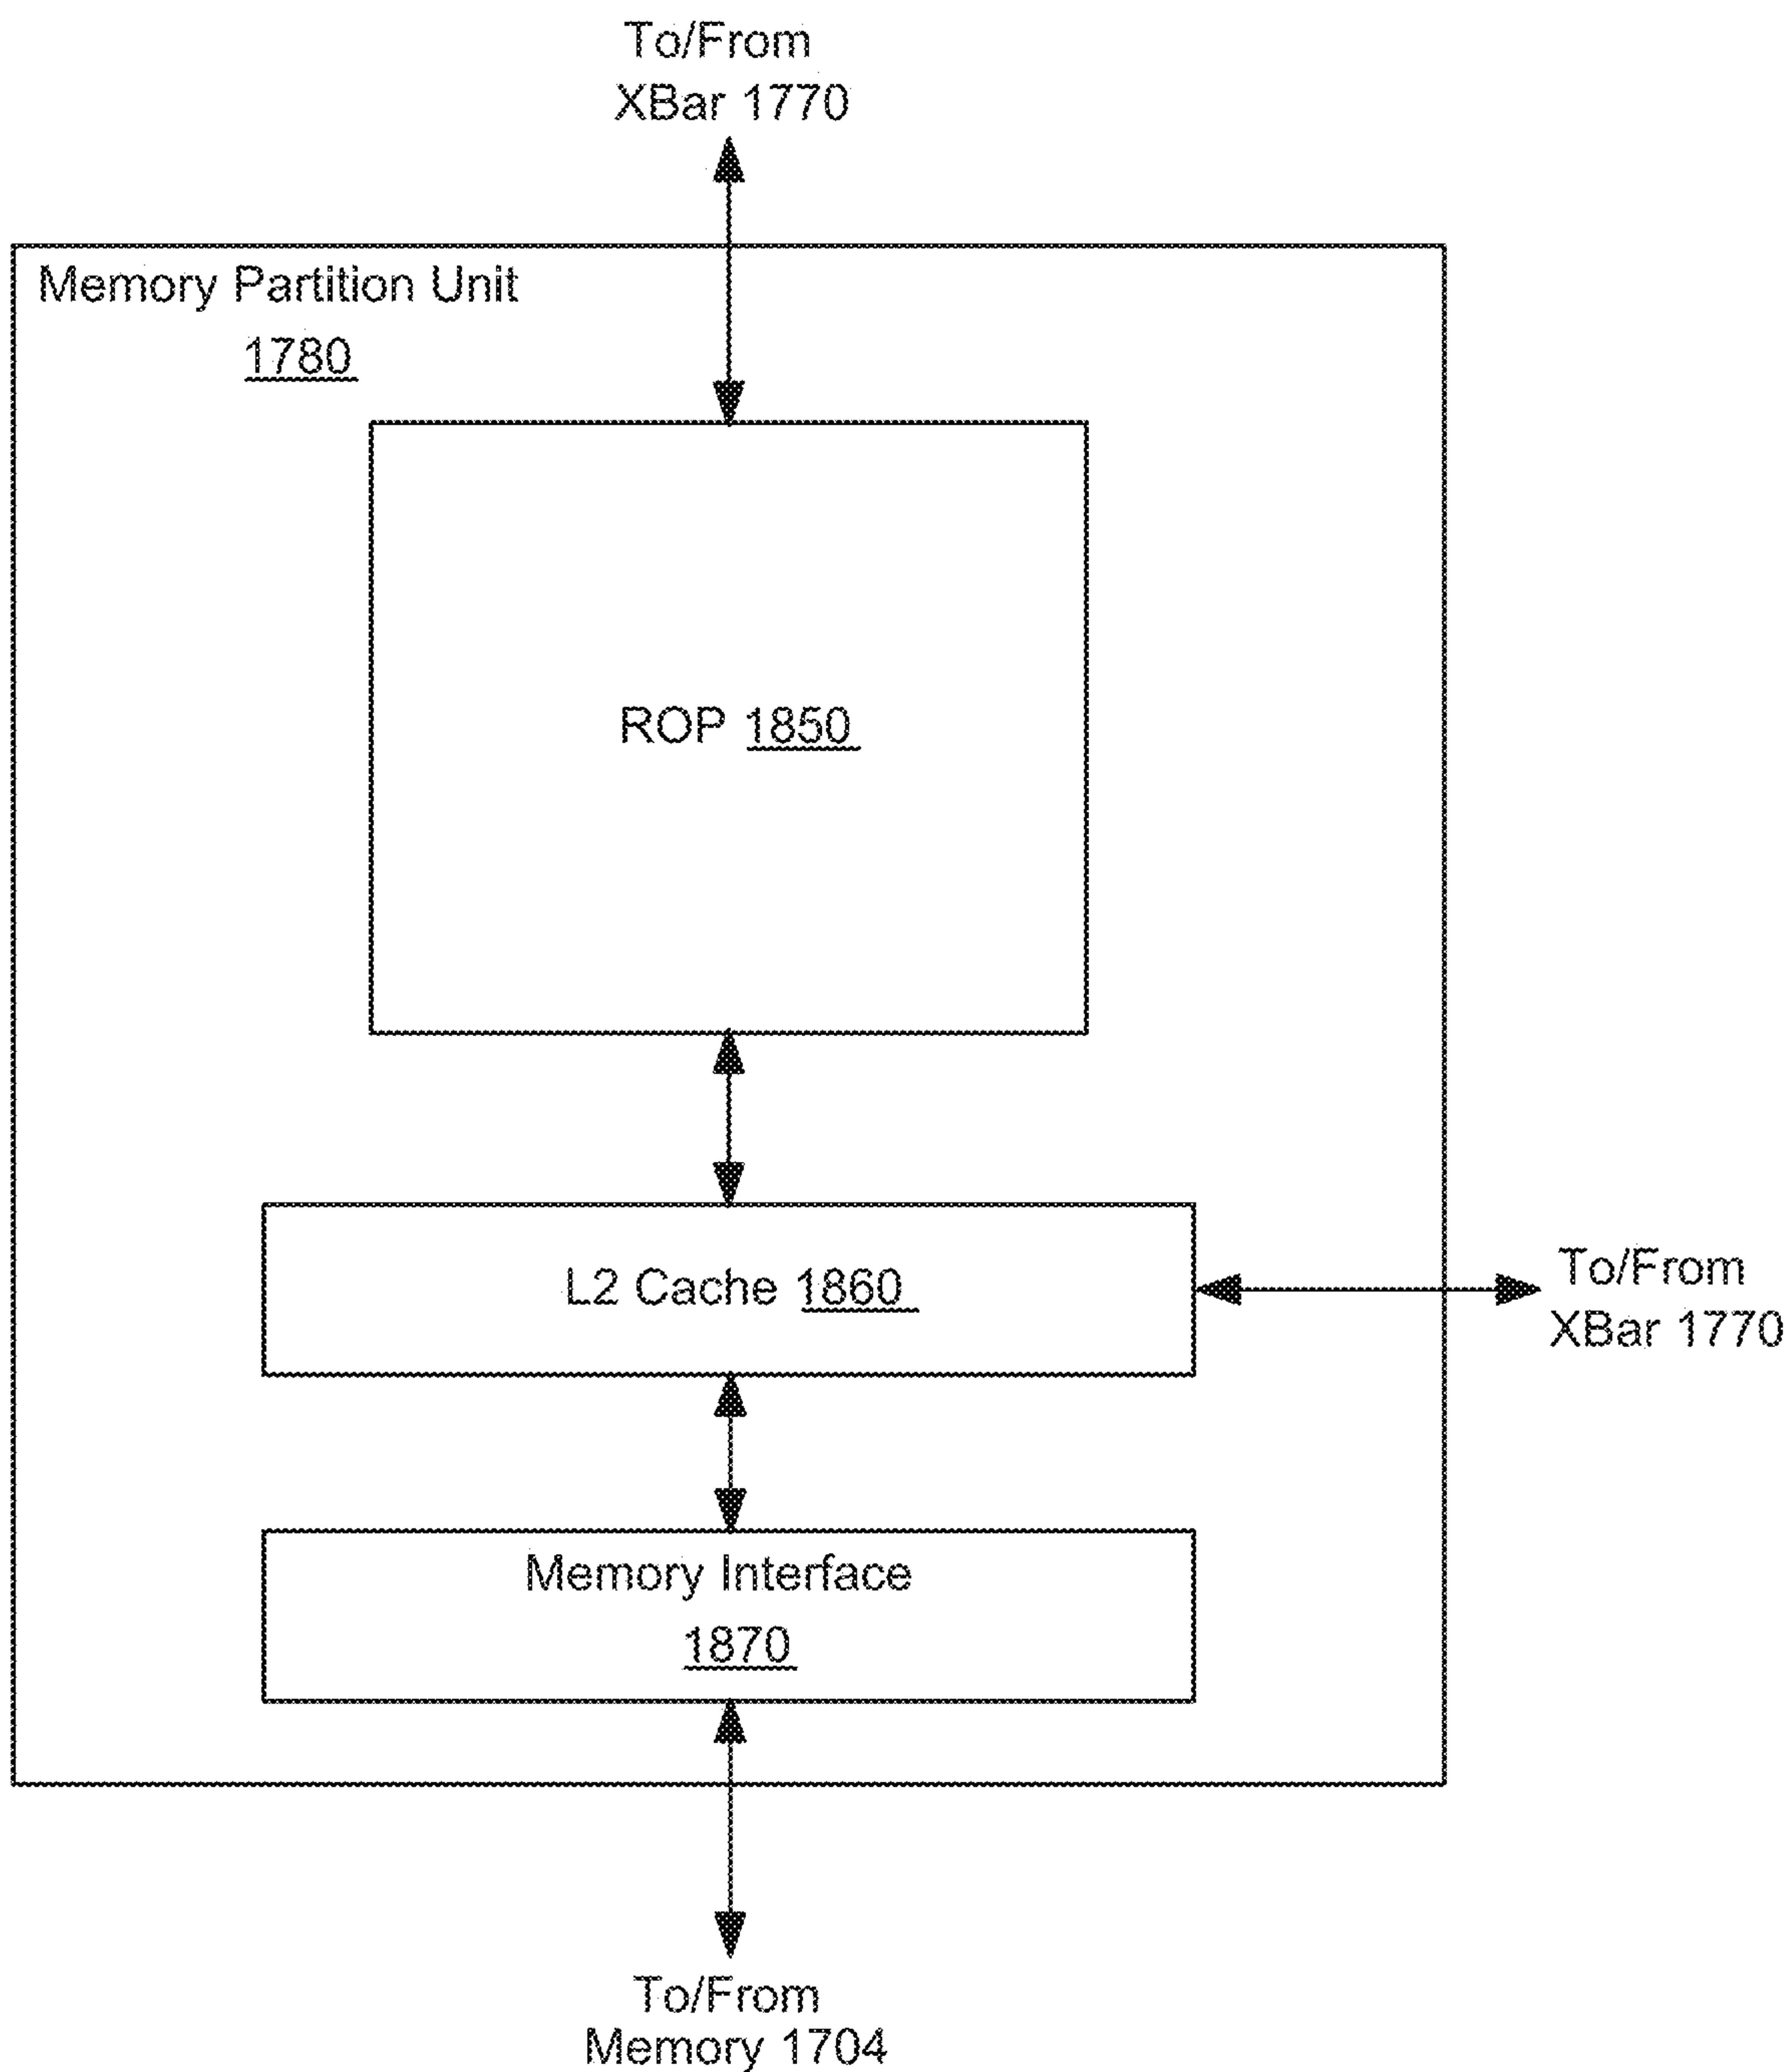 To/From
XBar 1770
Memory Partition Unit
1780
ROP 1850
L2 Cache 1860
To/From
XBar 1770
Memory Interface
1870
To/From
Memory 1704